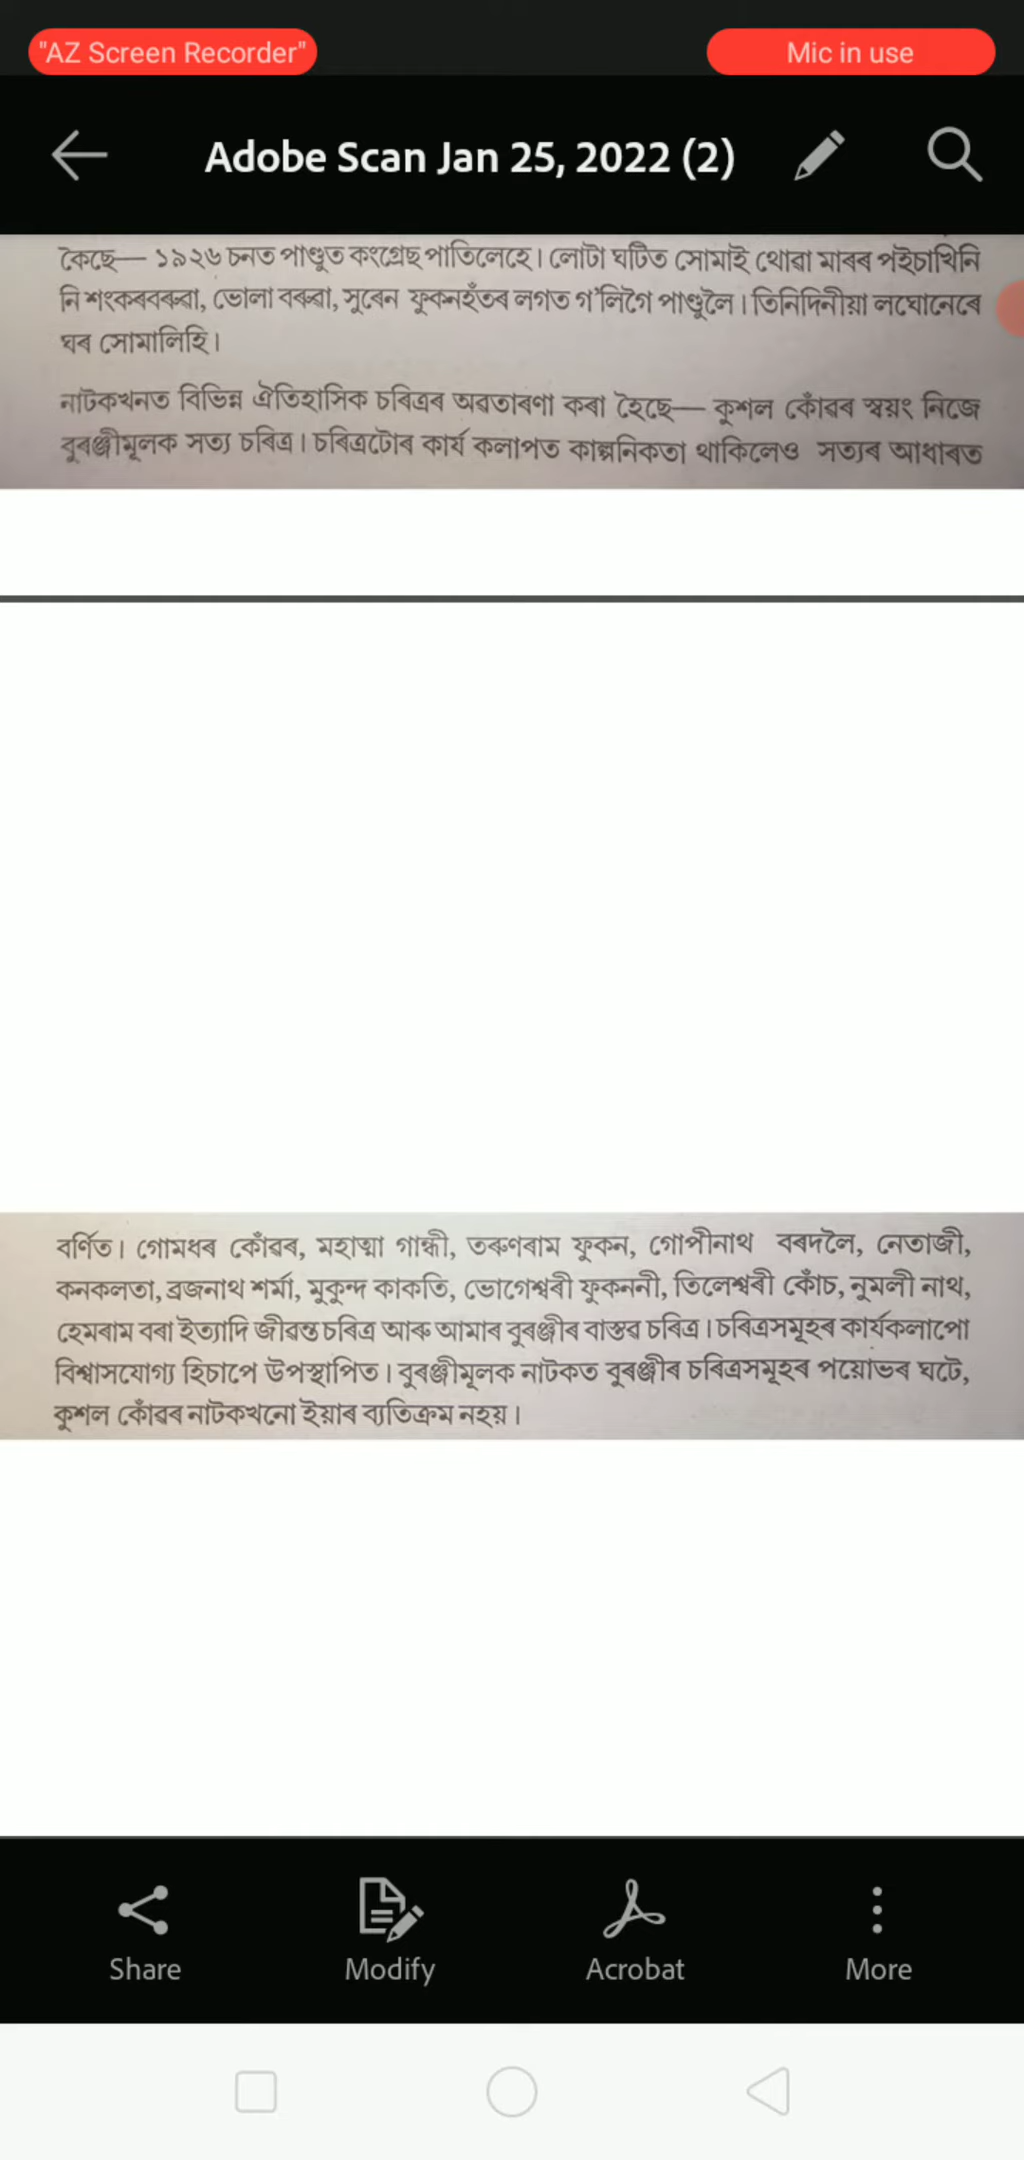 "AZ Screen Recorder"
Mic in use
Adobe Scan Jan 25, 2022 (2)
কৈছে— ১৯২৬ চনত পাণ্ডুত কংগ্ৰেছ পাতিলেহে। লোটা ঘটিত সোমাই থোৱা মাৰৰ পইচাখিনি
নি শংকৰবৰুৱা, ভোলা বৰুৱা, সুৰেন ফুকনহঁতৰ লগত গ'লিগৈ পাণ্ডুলৈ। তিনিদিনীয়া লঘোনেৰে
ঘৰ সোমালিহি।
নাটকখনত বিভিন্ন ঐতিহাসিক চৰিত্ৰৰ অৱতাৰণা কৰা হৈছে— কুশল কোঁৱৰ স্বয়ং নিজে
বুৰঞ্জীমূলক সত্য চৰিত্ৰ। চৰিত্ৰটোৰ কাৰ্য কলাপত কাল্পনিকতা থাকিলেও সত্যৰ আধাৰত
বৰ্ণিত। গোমধৰ কোঁৱৰ, মহাত্মা গান্ধী, তৰুণৰাম ফুকন, গোপীনাথ বৰদলৈ, নেতাজী,
কনকলতা, ব্ৰজনাথ শৰ্মা, মুকুন্দ কাকতি, ভোগেশ্বৰী ফুকননী, তিলেশ্বৰী কোঁচ, নুমলী নাথ,
হেমৰাম বৰা ইত্যাদি জীৱন্ত চৰিত্ৰ আৰু আমাৰ বুৰঞ্জীৰ বাস্তৱ চৰিত্ৰ। চৰিত্ৰসমূহৰ কাৰ্যকলাপো
বিশ্বাসযোগ্য হিচাপে উপস্থাপিত। বুৰঞ্জীমূলক নাটকত বুৰঞ্জীৰ চৰিত্ৰসমূহৰ পয়োভৰ ঘটে,
কুশল কোঁৱৰ নাটকখনো ইয়াৰ ব্যতিক্ৰম নহয়।
Share
Modify
Acrobat
More